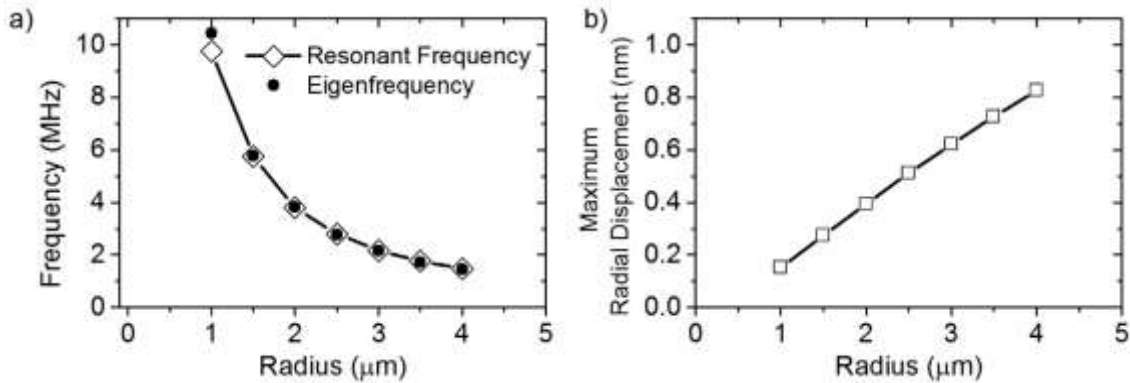 a)
Frequency (MHz)
10
8
6
4
2
0
Resonant Frequency
Eigenfrequency
0 1 2 3 4 5
Radius (μm)
b)
Maximum
Radial Displacement (nm)
1.0
0.8
0.6
0.4
0.2
0.0
0 1 2 3 4 5
Radius (μm)